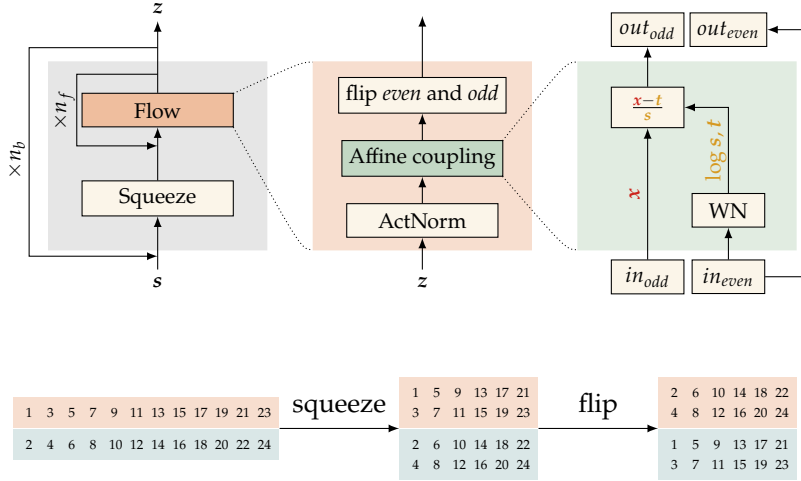 z
×n_b
×n_f
Flow
Squeeze
s
flip even and odd
Affine coupling
ActNorm
z
out_odd
out_even
x−t
s
log s, t
x
WN
in_odd
in_even
1 3 5 7 9 11 13 15 17 19 21 23
2 4 6 8 10 12 14 16 18 20 22 24
squeeze
1 5 9 13 17 21
3 7 11 15 19 23
2 6 10 14 18 22
4 8 12 16 20 24
flip
2 6 10 14 18 22
4 8 12 16 20 24
1 5 9 13 17 21
3 7 11 15 19 23